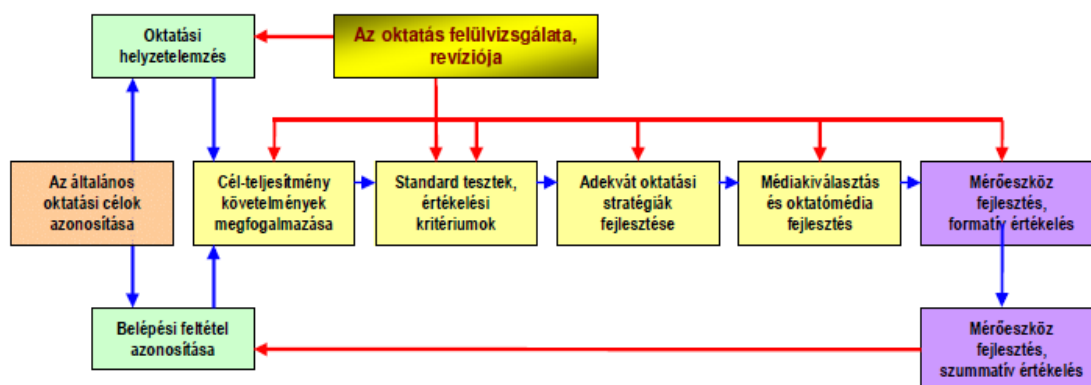 Oktatási
helyzetelemzés
Az oktatás felülvizsgálata,
revíziója
Az általános
oktatási célok
azonosítása
Cél-teljesítmény
követelmények
megfogalmazása
Standard tesztek,
értékelési
kritériumok
Adekvát oktatási
stratégiák
fejlesztése
Médiakiválasztás
és oktatómédia
fejlesztés
Mérőeszköz
fejlesztés,
formatív értékelés
Belépési feltétel
azonosítása
Mérőeszköz
fejlesztés,
szummatív értékelés